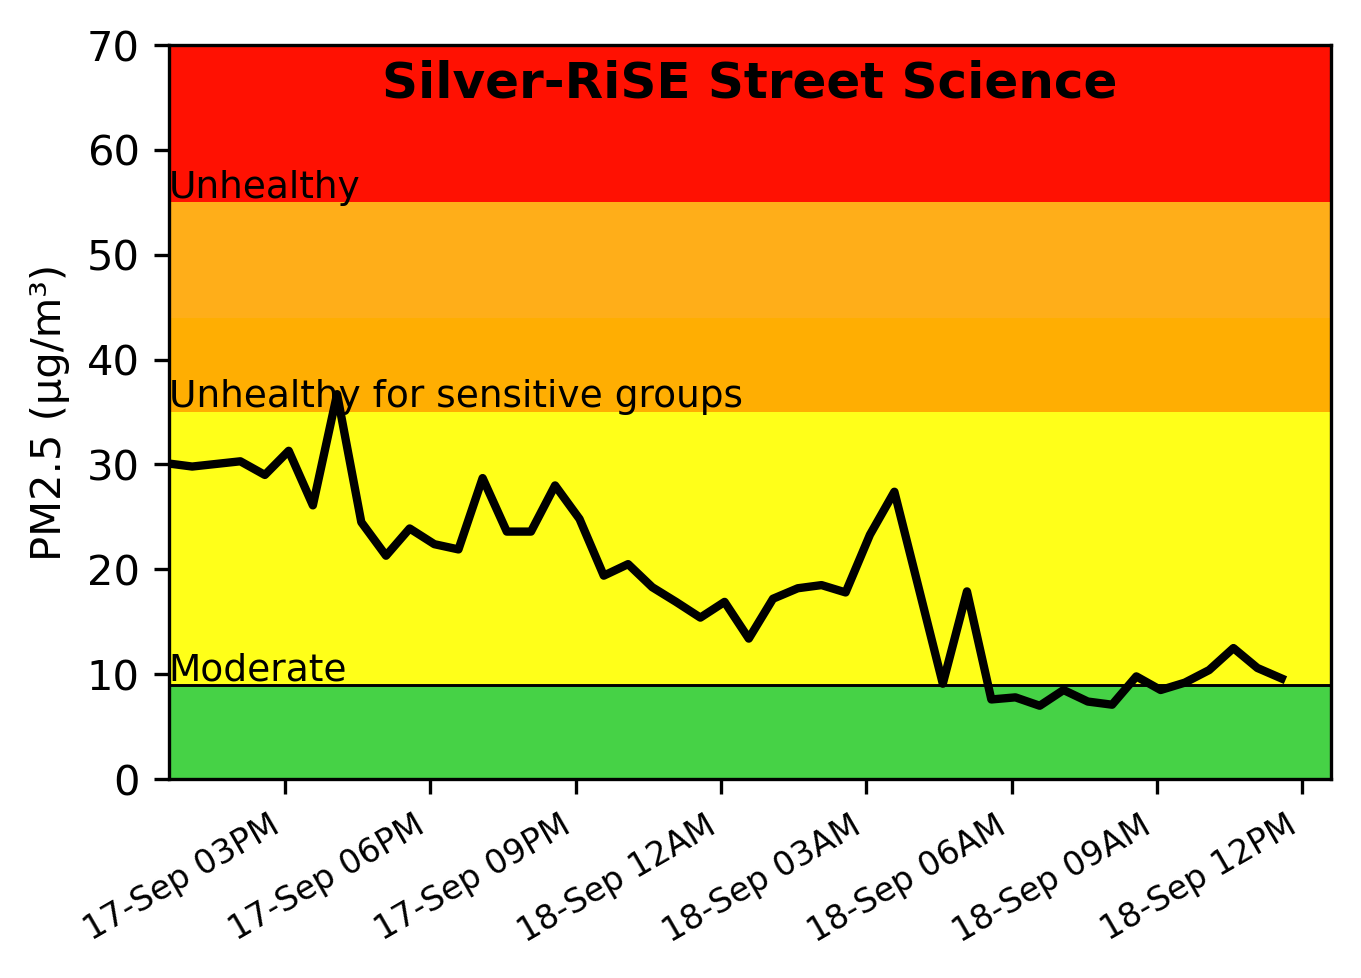 Silver-RiSE Street Science
PM2.5 (µg/m³)
70
60
50
40
30
20
10
0
Unhealthy
Unhealthy for sensitive groups
Moderate
17-Sep 03PM
17-Sep 06PM
17-Sep 09PM
18-Sep 12AM
18-Sep 03AM
18-Sep 06AM
18-Sep 09AM
18-Sep 12PM